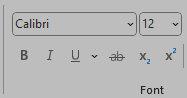 Calibri 12
B I U ab x₂ x²
Font